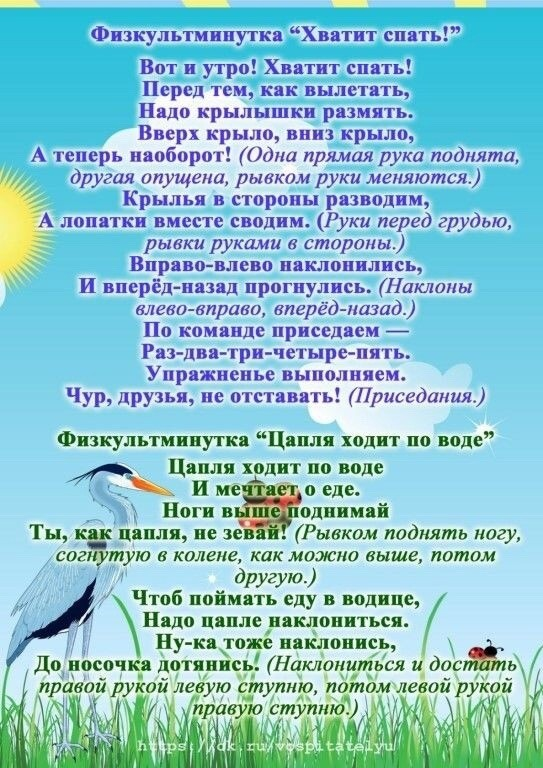 Физкультминутка “Хватит спать!”
Вот и утро! Хватит спать!
Перед тем, как вылетать,
Надо крылышки размять.
Вверх крыло, вниз крыло,
А теперь наоборот! (Одна прямая рука поднята,
другая опущена, рывком руки меняются.)
Крылья в стороны разводим,
А лопатки вместе сводим. (Руки перед грудью,
рывки руками в стороны.)
Вправо-влево наклонились,
И вперёд-назад прогнулись. (Наклоны
влево-вправо, вперёд-назад.)
По команде приседаем —
Раз-два-три-четыре-пять.
Упражненье выполняем.
Чур, друзья, не отставать! (Приседания.)
Физкультминутка “Цапля ходит по воде”
Цапля ходит по воде
И мечтает о еде.
Ноги выше поднимай
Ты, как цапля, не зевай! (Рывком поднять ногу,
согнутую в колене, как можно выше, потом
другую.)
Чтоб поймать еду в водице,
Надо цапле наклониться.
Ну-ка тоже наклонись,
До носочка дотянись. (Наклониться и достать
правой рукой левую ступню, потом левой рукой
правую ступню.)
https://ok.ru/vospitatelyu